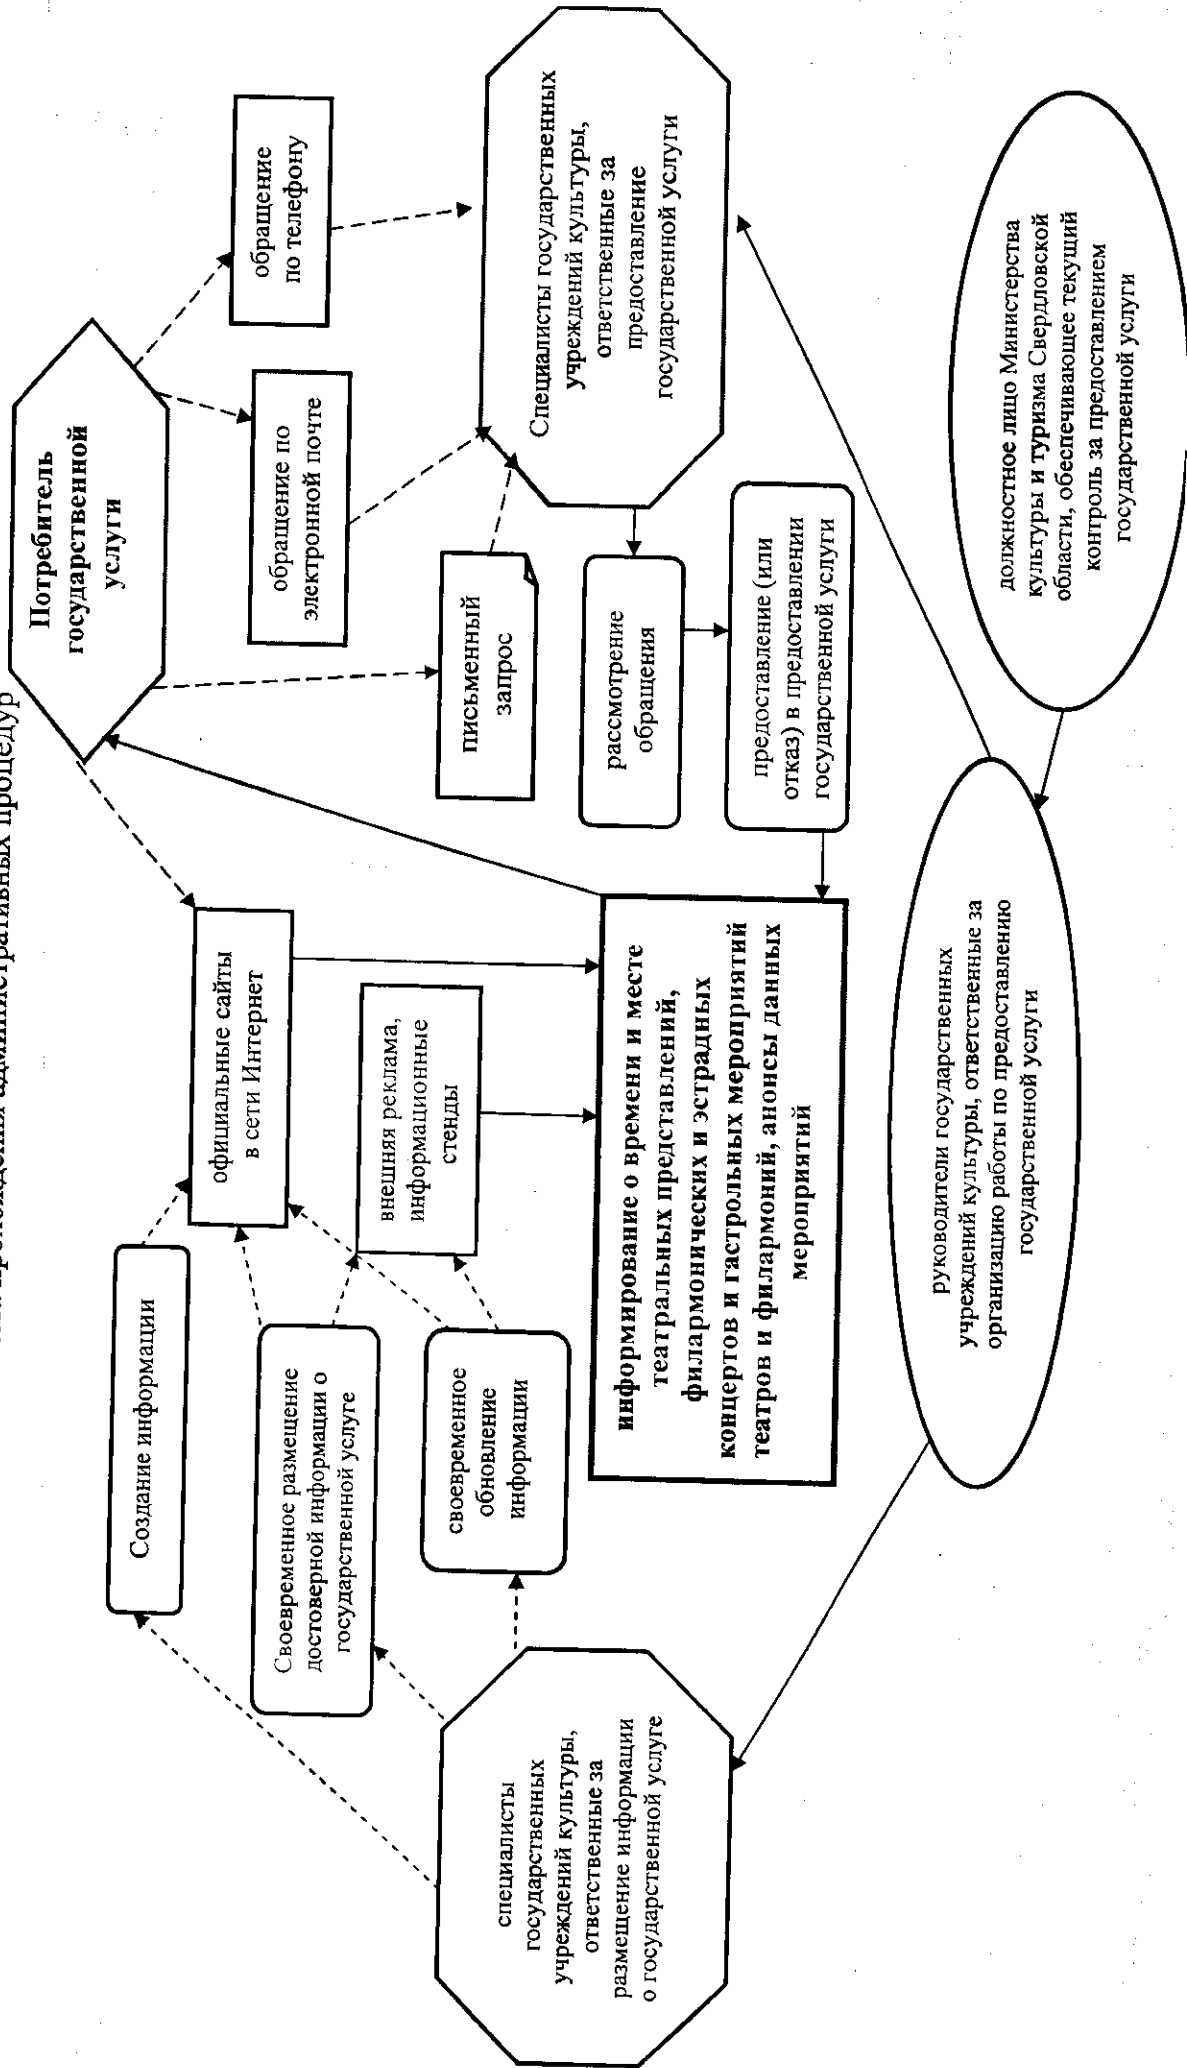 прохождения административных процедур
Потребитель
государственной
услуги
Создание информации
официальные сайты
в сети Интернет
обращение по
электронной почте
обращение
по телефону
Своевременное размещение
достоверной информации о
государственной услуге
внешняя реклама,
информационные
стенды
письменный
запрос
Специалисты государственных
учреждений культуры,
ответственные за
предоставление
государственной услуги
своевременное
обновление
информации
рассмотрение
обращения
специалисты
государственных
учреждений культуры,
ответственные за
размещение информации
о государственной услуге
информирование о времени и месте
театральных представлений,
филармонических и эстрадных
концертов и гастрольных мероприятий
театров и филармоний, анонсы данных
мероприятий
предоставление (или
отказ) в предоставлении
государственной услуги
руководители государственных
учреждений культуры, ответственные за
организацию работы по предоставлению
государственной услуги
должностное лицо Министерства
культуры и туризма Свердловской
области, обеспечивающее текущий
контроль за предоставлением
государственной услуги